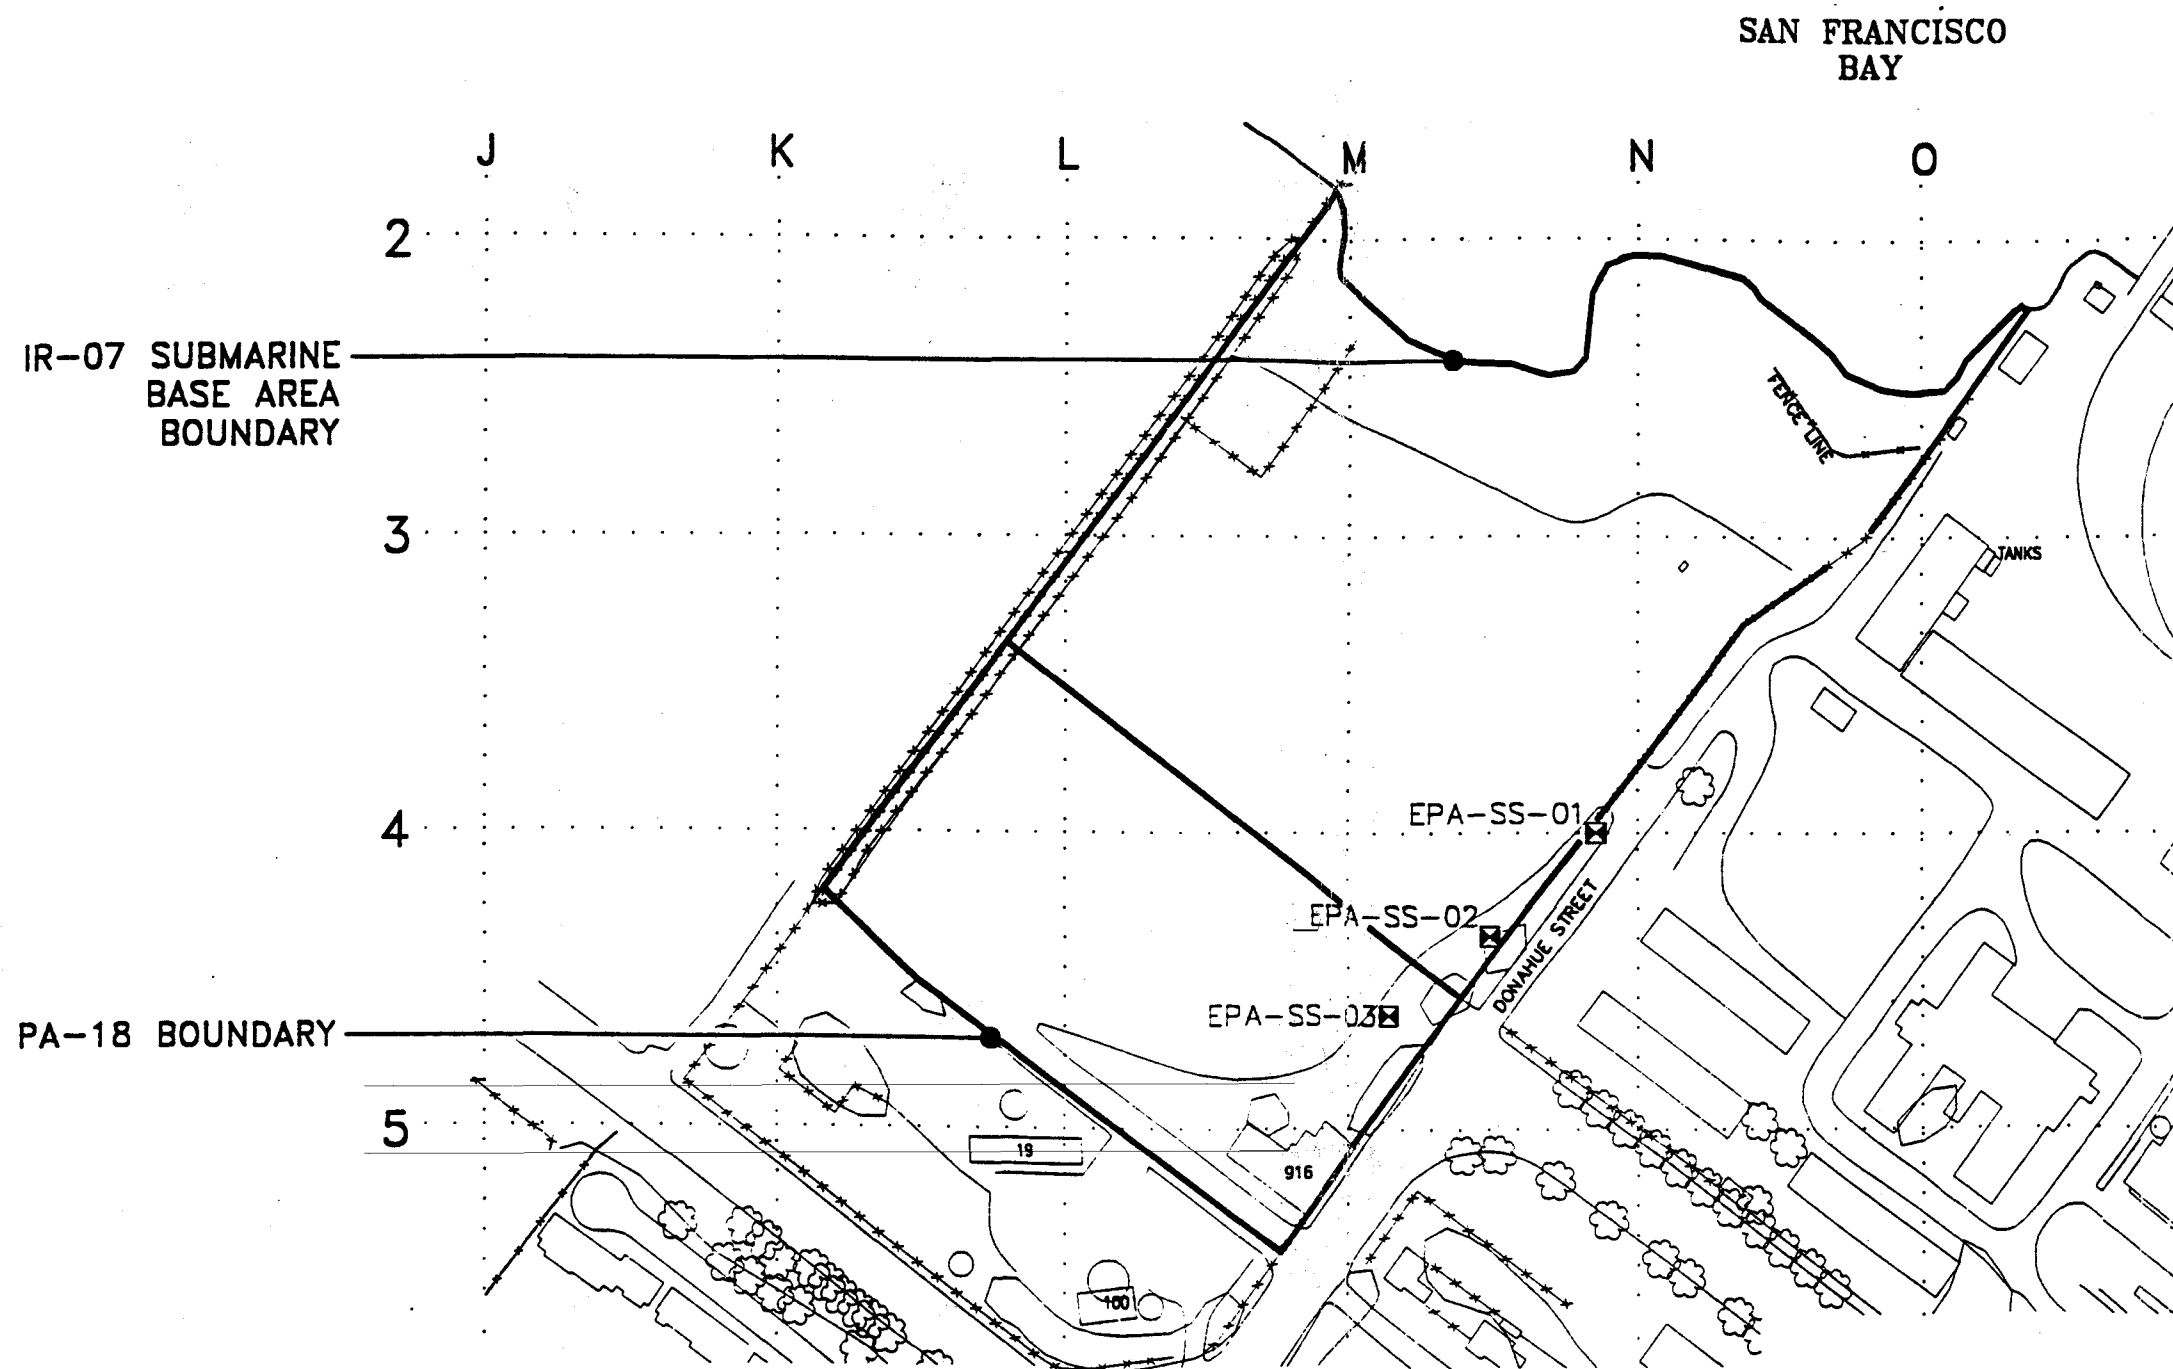 SAN FRANCISCO
BAY
J K L M N O
2
IR-07 SUBMARINE
BASE AREA
BOUNDARY
FENCE LINE
3
TANKS
4
EPA-SS-01
EPA-SS-02
DONAHUE STREET
EPA-SS-03
PA-18 BOUNDARY
5
19
916
100